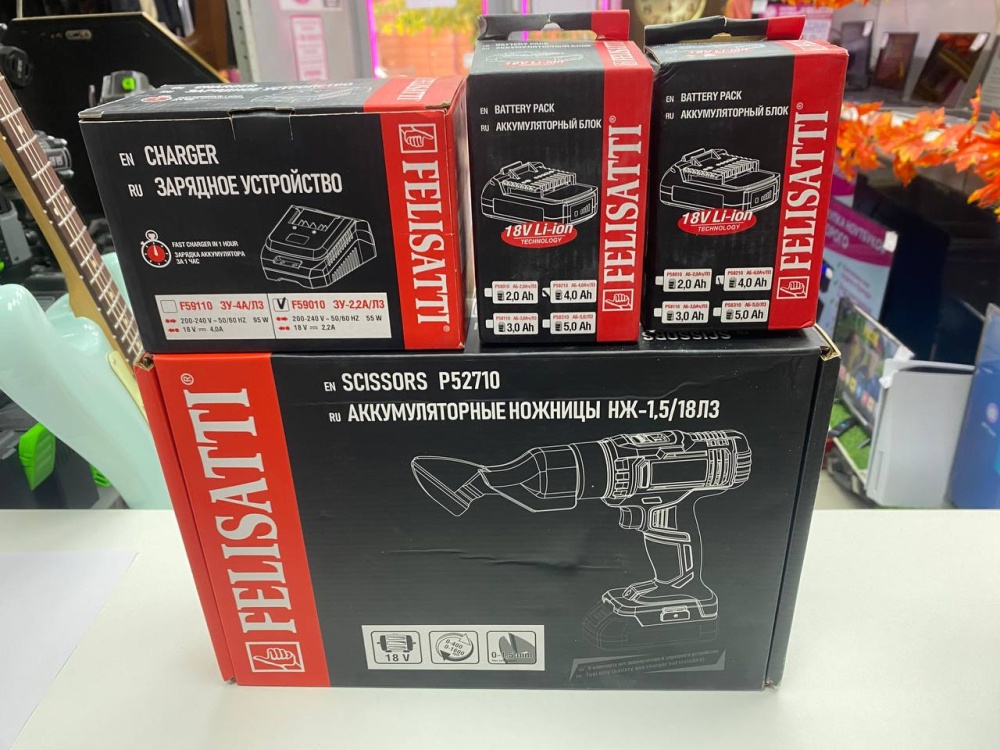 EN CHARGER
RU ЗАРЯДНОЕ УСТРОЙСТВО
FAST CHARGER IN 1 HOUR
ЗАРЯДКА АККУМУЛЯТОРА
ЗА 1 ЧАС
F59110 ЗУ-4А/ЛЗ
200-240 V ~ 50/60 HZ 95 W
18 V 4,0A
F59010 ЗУ-2,2А/ЛЗ
200-240 V ~ 50/60 HZ 55 W
18 V 2,2A
FELISATTI
EN BATTERY PACK
RU АККУМУЛЯТОРНЫЙ БЛОК
18V Li-ion
TECHNOLOGY
2,0 Ah
4,0 Ah
3,0 Ah
5,0 Ah
FELISATTI®
EN BATTERY PACK
RU АККУМУЛЯТОРНЫЙ БЛОК
18V Li-ion
TECHNOLOGY
2,0 Ah
4,0 Ah
3,0 Ah
5,0 Ah
FELISATTI®
EN SCISSORS P52710
RU АККУМУЛЯТОРНЫЕ НОЖНИЦЫ НЖ-1,5/18ЛЗ
FELISATTI®
18 V